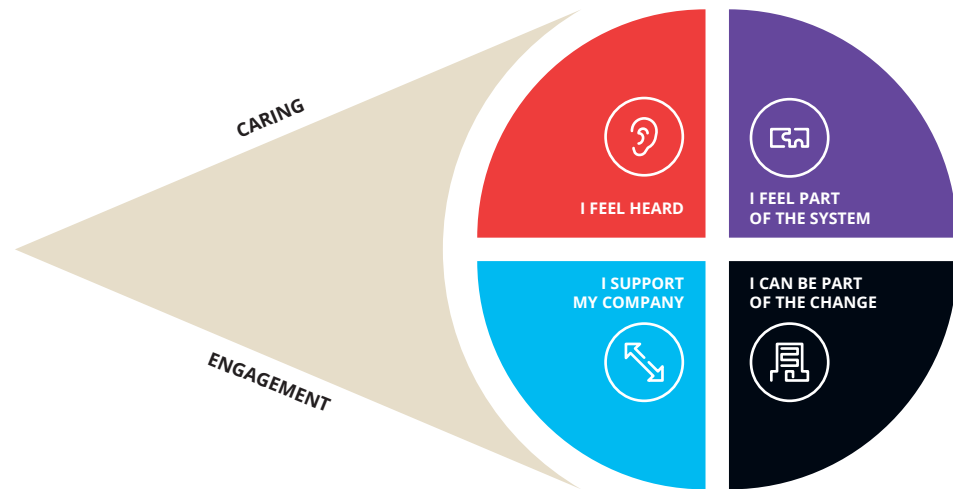 CARING
I FEEL HEARD
I FEEL PART
OF THE SYSTEM
I SUPPORT
MY COMPANY
I CAN BE PART
OF THE CHANGE
ENGAGEMENT